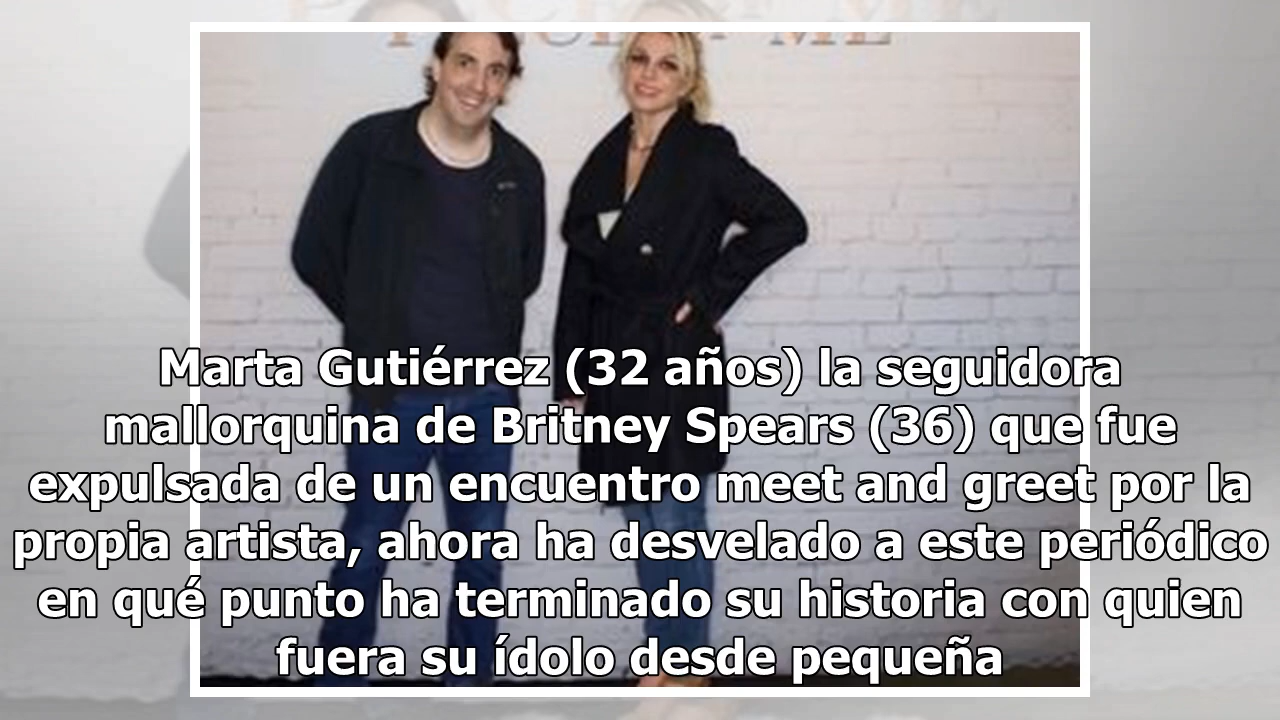 Marta Gutiérrez (32 años) la seguidora
mallorquina de Britney Spears (36) que fue
expulsada de un encuentro meet and greet por la
propia artista, ahora ha desvelado a este periódico
en qué punto ha terminado su historia con quien
fuera su ídolo desde pequeña